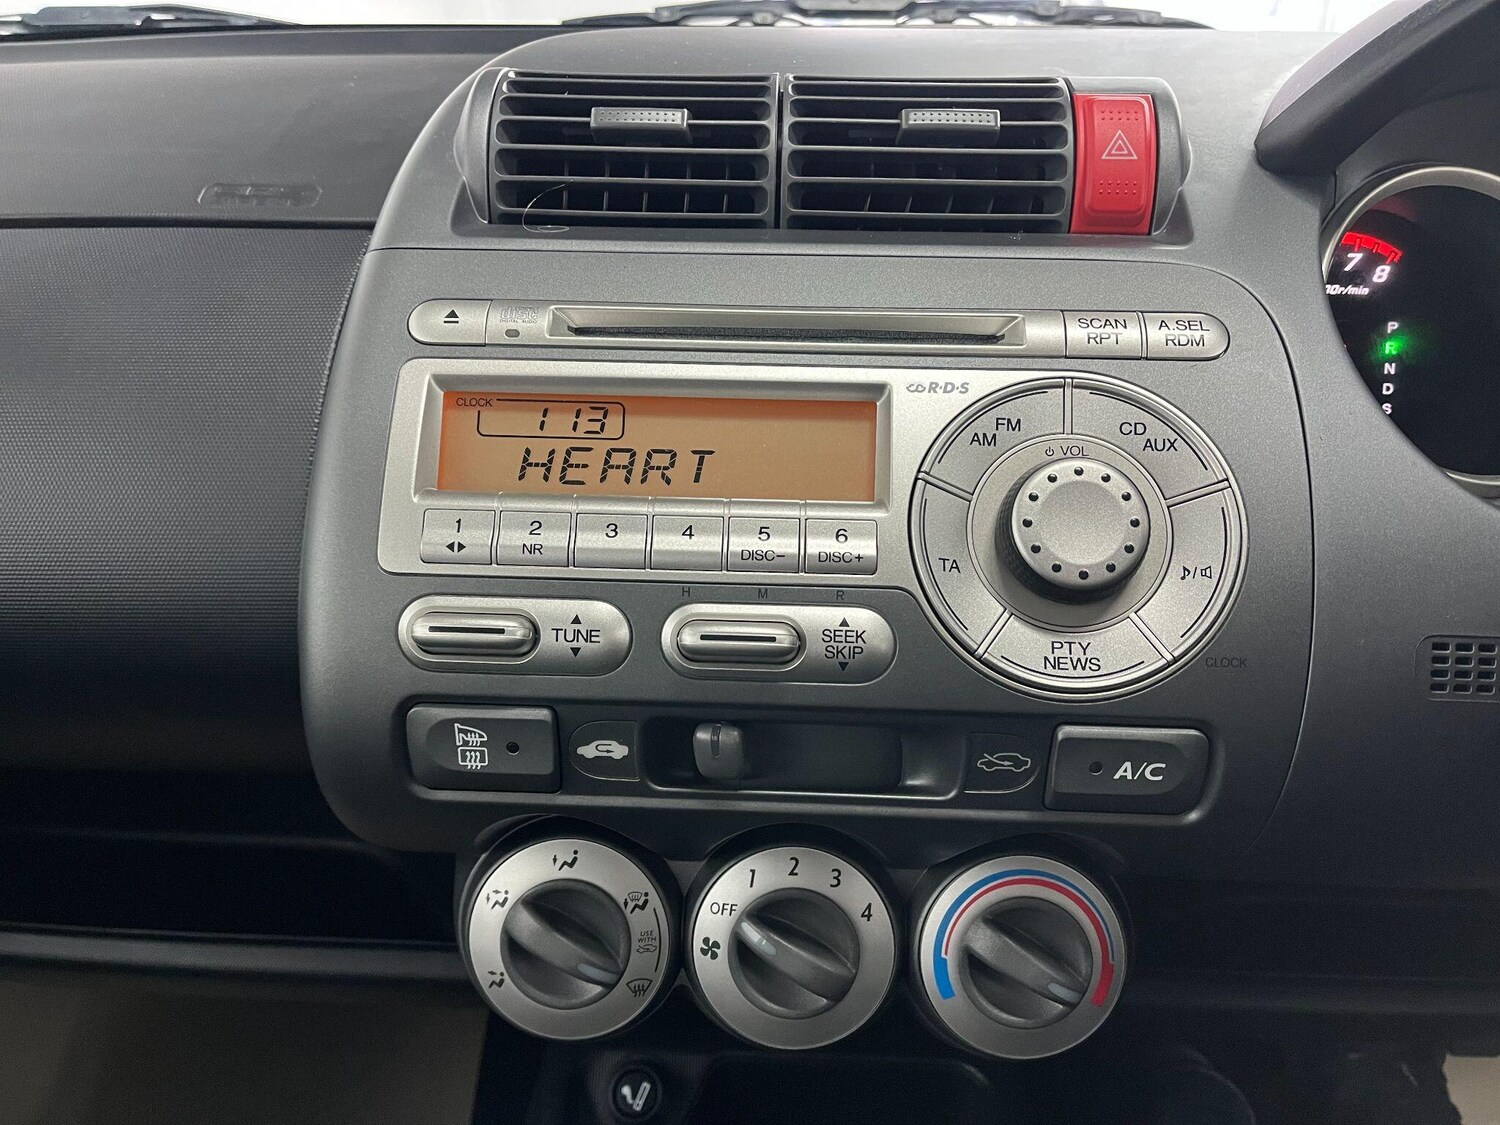 7
8
00r/min
P
R
N
D
S
SCAN
RPT
A.SEL
RDM
R·D·S
CLOCK
113
HEART
AM
FM
CD
AUX
VOL
TA
PTY
NEWS
CLOCK
1
2
NR
3
4
5
DISC-
6
DISC+
H
M
R
TUNE
SEEK
SKIP
A/C
OFF
1
2
3
4
USE
WITH